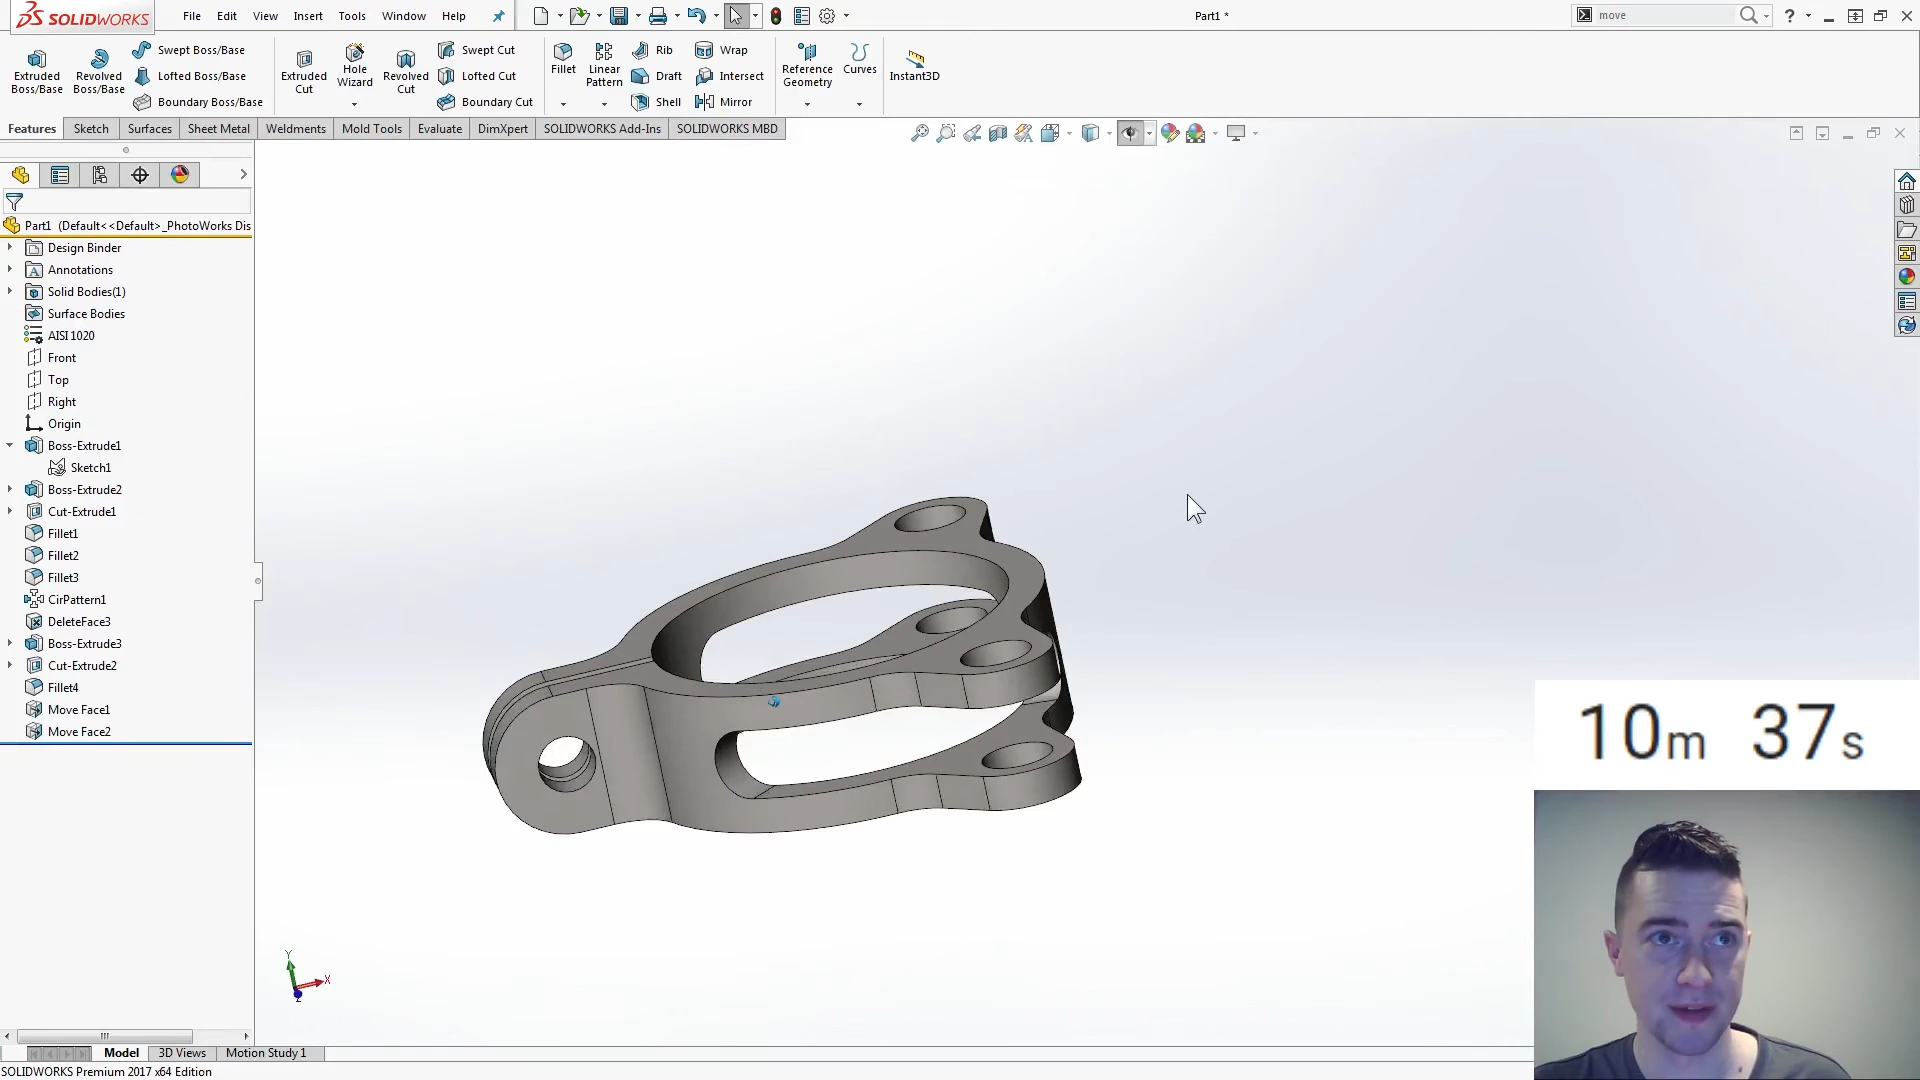 SOLIDWORKS
File Edit View Insert Tools Window Help
Part1 *
move
?
Extruded Boss/Base
Revolved Boss/Base
Swept Boss/Base
Lofted Boss/Base
Boundary Boss/Base
Extruded Cut
Hole Wizard
Revolved Cut
Swept Cut
Lofted Cut
Boundary Cut
Fillet
Linear Pattern
Rib
Draft
Shell
Wrap
Intersect
Mirror
Reference Geometry
Curves
Instant3D
Features Sketch Surfaces Sheet Metal Weldments Mold Tools Evaluate DimXpert SOLIDWORKS Add-Ins SOLIDWORKS MBD
Part1 (Default<<Default>_PhotoWorks Dis
Design Binder
Annotations
Solid Bodies(1)
Surface Bodies
AISI 1020
Front
Top
Right
Origin
Boss-Extrude1
Sketch1
Boss-Extrude2
Cut-Extrude1
Fillet1
Fillet2
Fillet3
CirPattern1
DeleteFace3
Boss-Extrude3
Cut-Extrude2
Fillet4
Move Face1
Move Face2
10m 37s
Y
X
Z
Model 3D Views Motion Study 1
SOLIDWORKS Premium 2017 x64 Edition